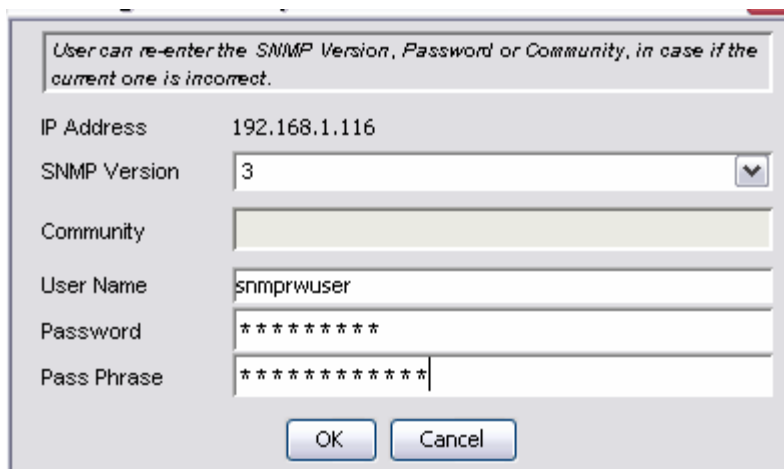 User can re-enter the SNMP Version, Password or Community, in case if the
current one is incorrect.
IP Address 192.168.1.116
SNMP Version 3
Community
User Name snmprwuser
Password *********
Pass Phrase ************
OK Cancel